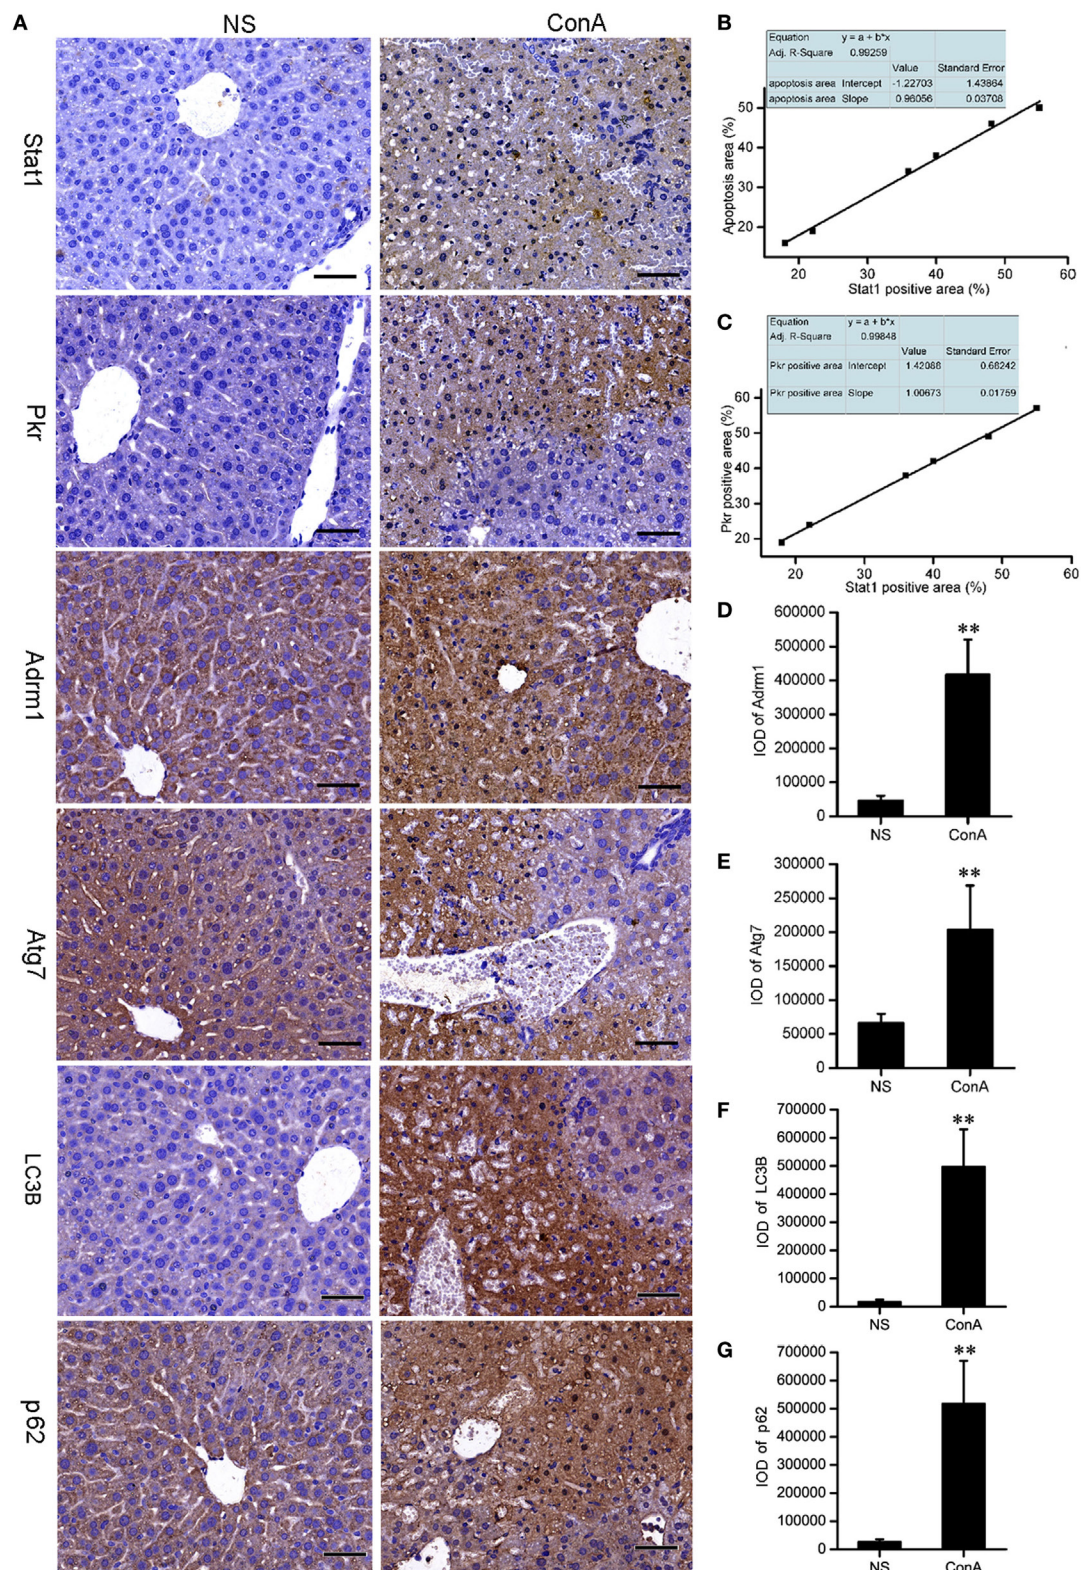 A
NS
ConA
Stat1
Pkr
Adrm1
Atg7
LC3B
p62
B
Equation y = a + b*x
Adj. R-Square 0.99259
Value Standard Error
apoptosis area Intercept -1.22703 1.43864
apoptosis area Slope 0.96056 0.03708
Apoptosis area (%)
50
40
30
20
20 30 40 50 60
Stat1 positive area (%)
C
Equation y = a + b*x
Adj. R-Square 0.99848
Value Standard Error
Pkr positive area Intercept 1.42088 0.68242
Pkr positive area Slope 1.00673 0.01759
Pkr positive area (%)
60
50
40
30
20
20 30 40 50 60
Stat1 positive area (%)
D
IOD of Adrm1
600000
500000
400000
300000
200000
100000
0
**
NS ConA
E
IOD of Atg7
300000
250000
200000
150000
100000
50000
0
**
NS ConA
F
IOD of LC3B
700000
600000
500000
400000
300000
200000
100000
0
**
NS ConA
G
IOD of p62
700000
600000
500000
400000
300000
200000
100000
0
**
NS ConA